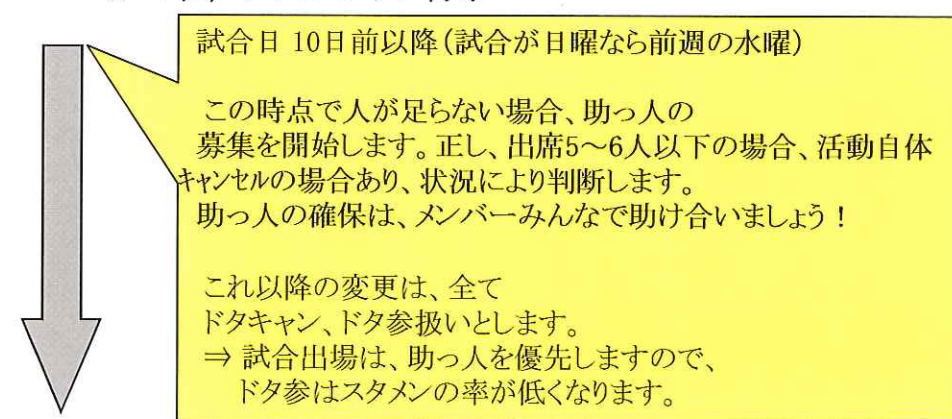 試合日 10日前以降(試合が日曜なら前週の水曜)
この時点で人が足らない場合、助っ人の
募集を開始します。正し、出席5～6人以下の場合、活動自体
キャンセルの場合あり、状況により判断します。
助っ人の確保は、メンバーみんなで助け合いましょう！
これ以降の変更は、全て
ドタキャン、ドタ参扱いとします。
⇒ 試合出場は、助っ人を優先しますので、
ドタ参はスタメンの率が低くなります。